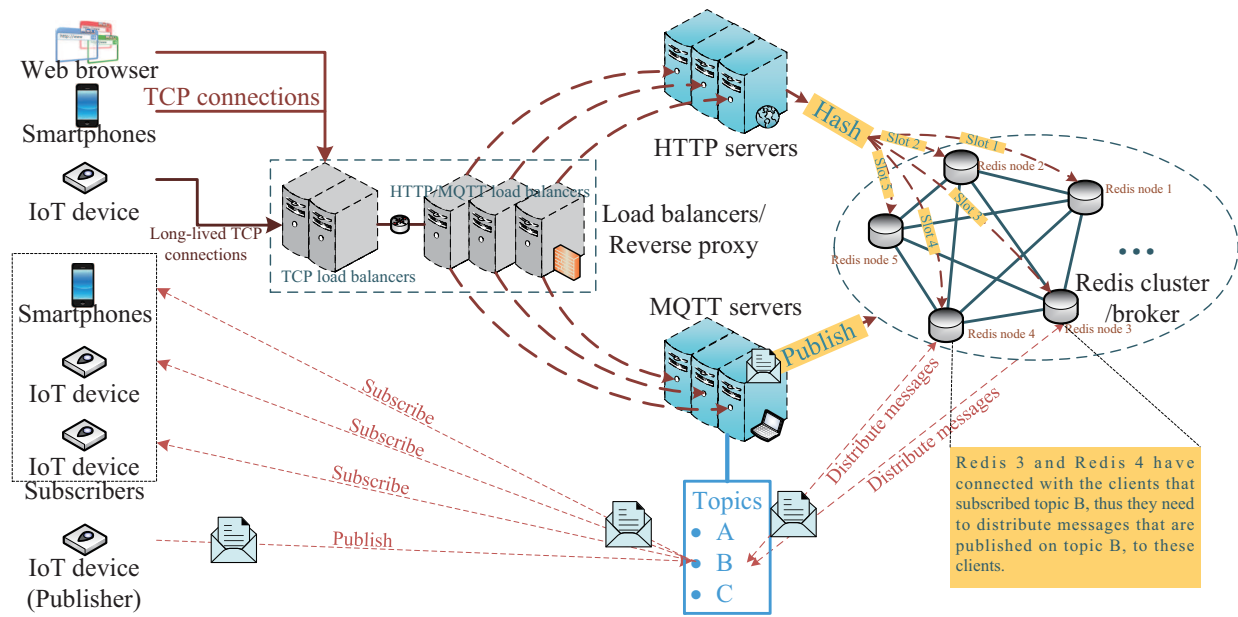 Web browser
TCP connections
Smartphones
IoT device
Long-lived TCP
connections
HTTP/MQTT load balancers
TCP load balancers
Load balancers/
Reverse proxy
HTTP servers
Hash
Slot 1
Slot 2
Slot 3
Slot 4
Slot 5
Redis node 2
Redis node 1
Redis node 5
Redis node 4
Redis node 3
...
Redis cluster
/broker
MQTT servers
Publish
Smartphones
IoT device
IoT device
Subscribers
Subscribe
Subscribe
Subscribe
Distribute messages
Distribute messages
IoT device
(Publisher)
Publish
Topics
• A
• B
• C
Redis 3 and Redis 4 have
connected with the clients that
subscribed topic B, thus they need
to distribute messages that are
published on topic B, to these
clients.